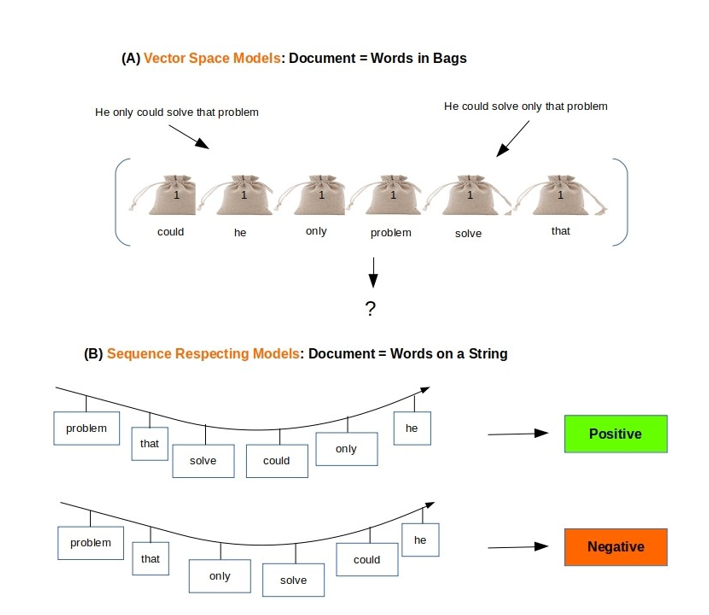 (A) Vector Space Models: Document = Words in Bags
He only could solve that problem
He could solve only that problem
1 1 1 1 1 1
could he only problem solve that
?
(B) Sequence Respecting Models: Document = Words on a String
problem that solve could only he
Positive
problem that only solve could he
Negative